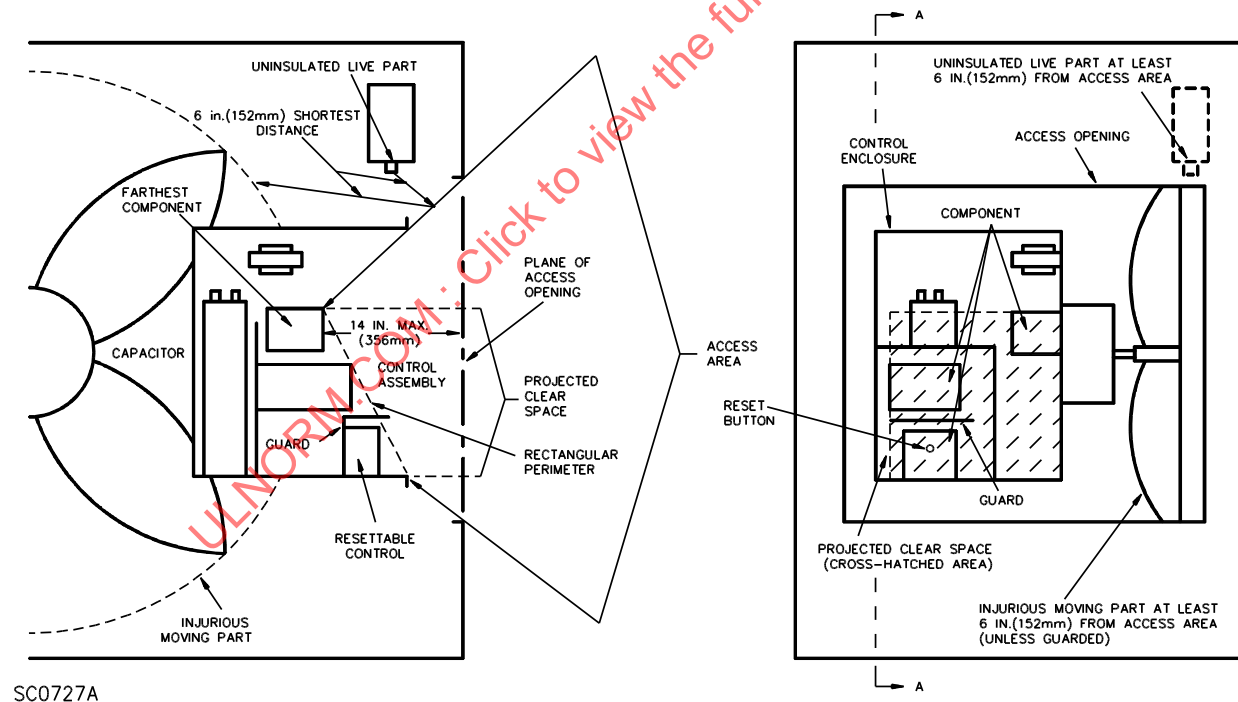 A
UNINSULATED LIVE PART
6 in.(152mm) SHORTEST
DISTANCE
FARTHEST
COMPONENT
CAPACITOR
14 IN. MAX.
(356mm)
CONTROL
ASSEMBLY
GUARD
RESETTABLE
CONTROL
INJURIOUS
MOVING PART
PLANE OF
ACCESS
OPENING
PROJECTED
CLEAR
SPACE
RECTANGULAR
PERIMETER
ACCESS
AREA
UNINSULATED LIVE PART AT LEAST
6 IN.(152mm) FROM ACCESS AREA
CONTROL
ENCLOSURE
ACCESS OPENING
COMPONENT
RESET
BUTTON
GUARD
PROJECTED CLEAR SPACE
(CROSS-HATCHED AREA)
INJURIOUS MOVING PART AT LEAST
6 IN.(152mm) FROM ACCESS AREA
(UNLESS GUARDED)
A
SC0727A
ULNORM.COM : Click to view the